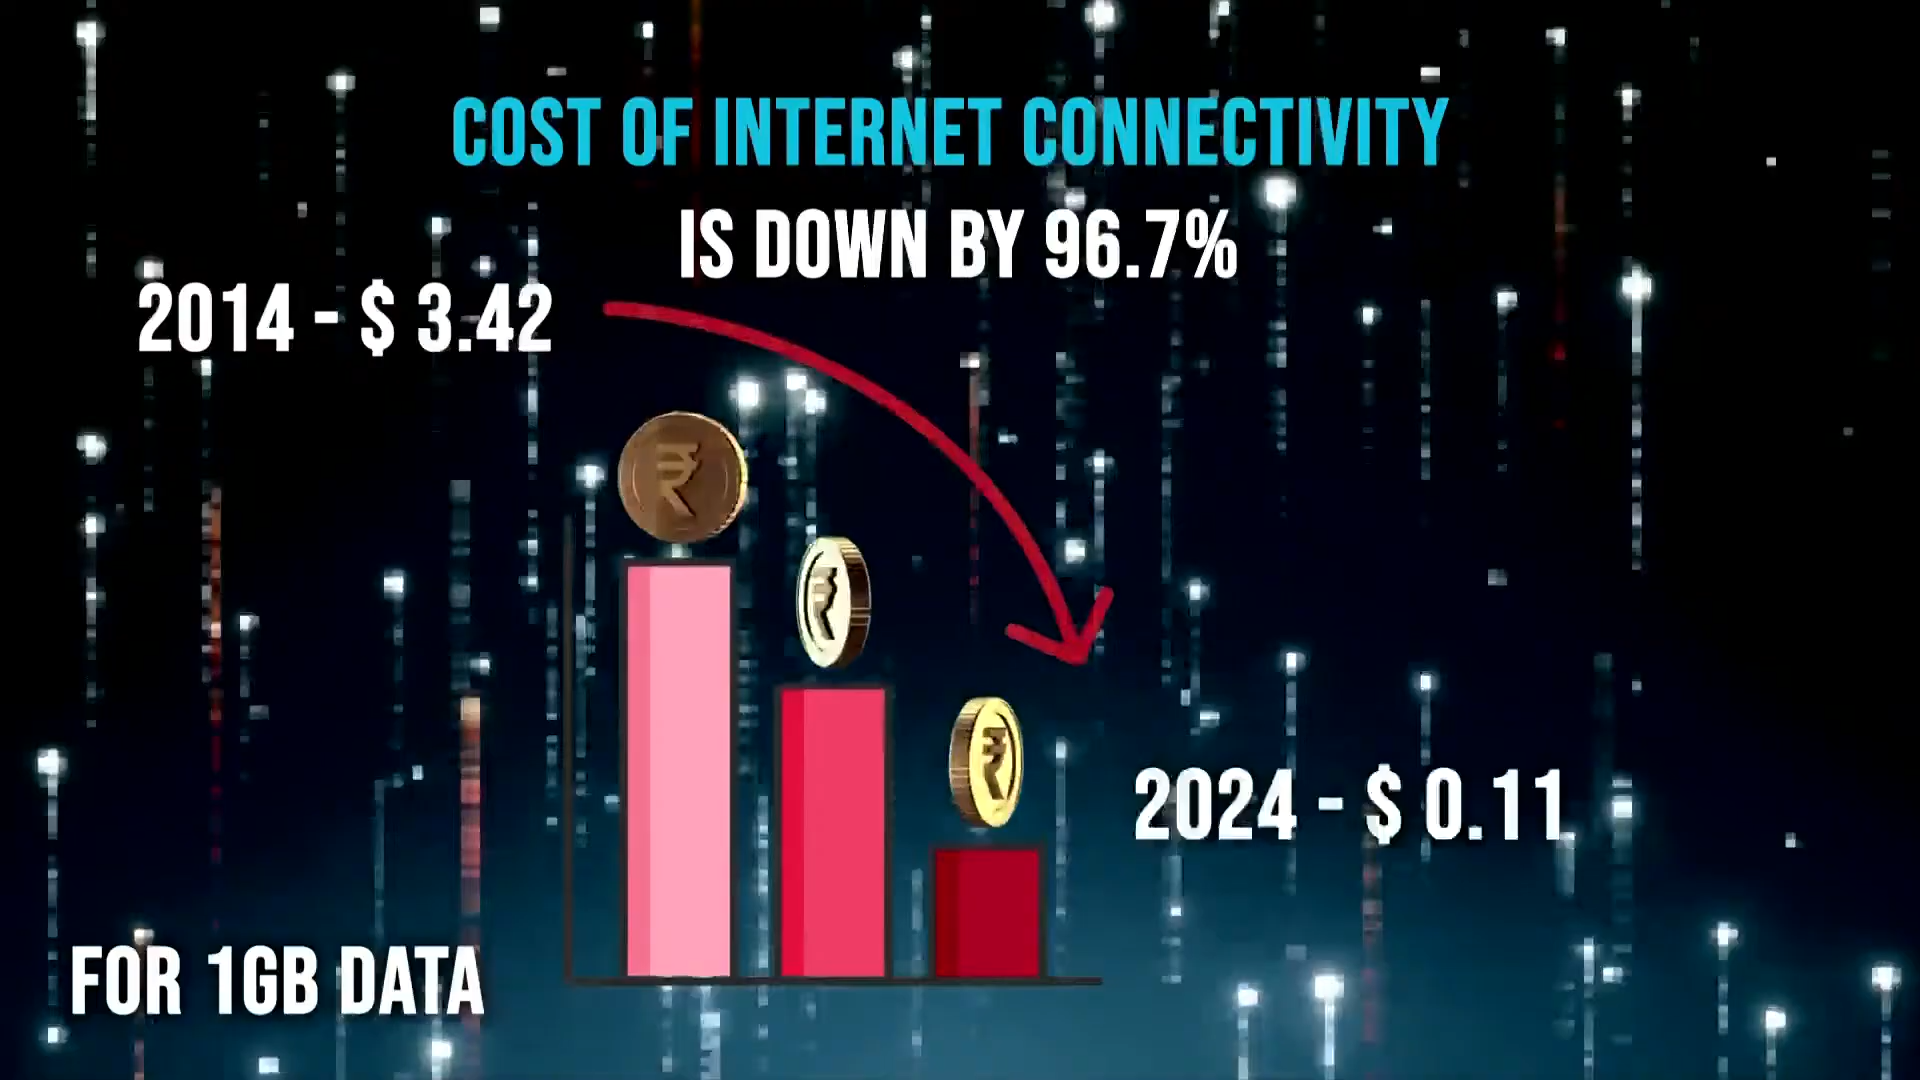 COST OF INTERNET CONNECTIVITY
IS DOWN BY 96.7%
2014 - $ 3.42
₹
₹
₹
2024 - $ 0.11
FOR 1GB DATA